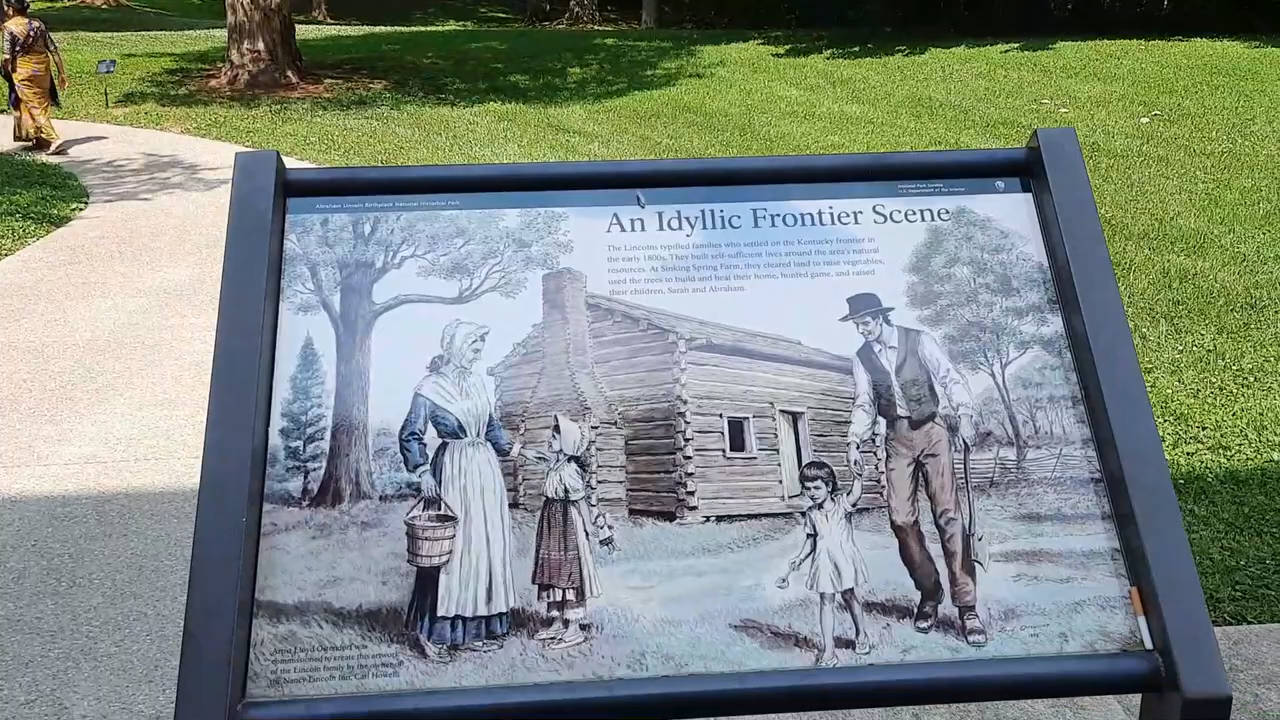 Abraham Lincoln Birthplace National Historical Park
National Park Service
U.S. Department of the Interior
An Idyllic Frontier Scene
The Lincolns typified families who settled on the Kentucky frontier in
the early 1800s. They built self-sufficient lives around the area's natural
resources. At Sinking Spring Farm, they cleared land to raise vegetables,
used the trees to build and heat their home, hunted game, and raised
their children, Sarah and Abraham.
Artist Lloyd Ostendorf was
commissioned to create this artwork
of the Lincoln family by the owner of
the Nancy Lincoln Inn, Carl Howell.